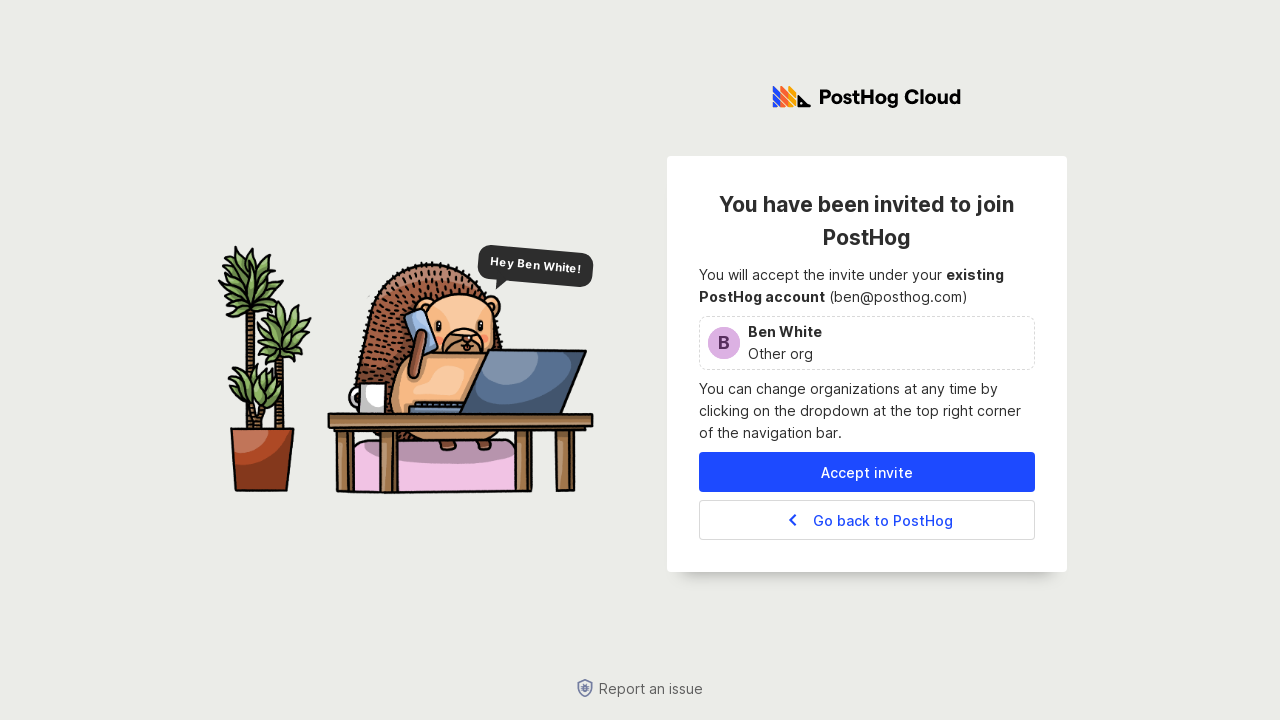 PostHog Cloud
Hey Ben White!
You have been invited to join
PostHog
You will accept the invite under your existing
PostHog account (ben@posthog.com)
B
Ben White
Other org
You can change organizations at any time by
clicking on the dropdown at the top right corner
of the navigation bar.
Accept invite
Go back to PostHog
Report an issue